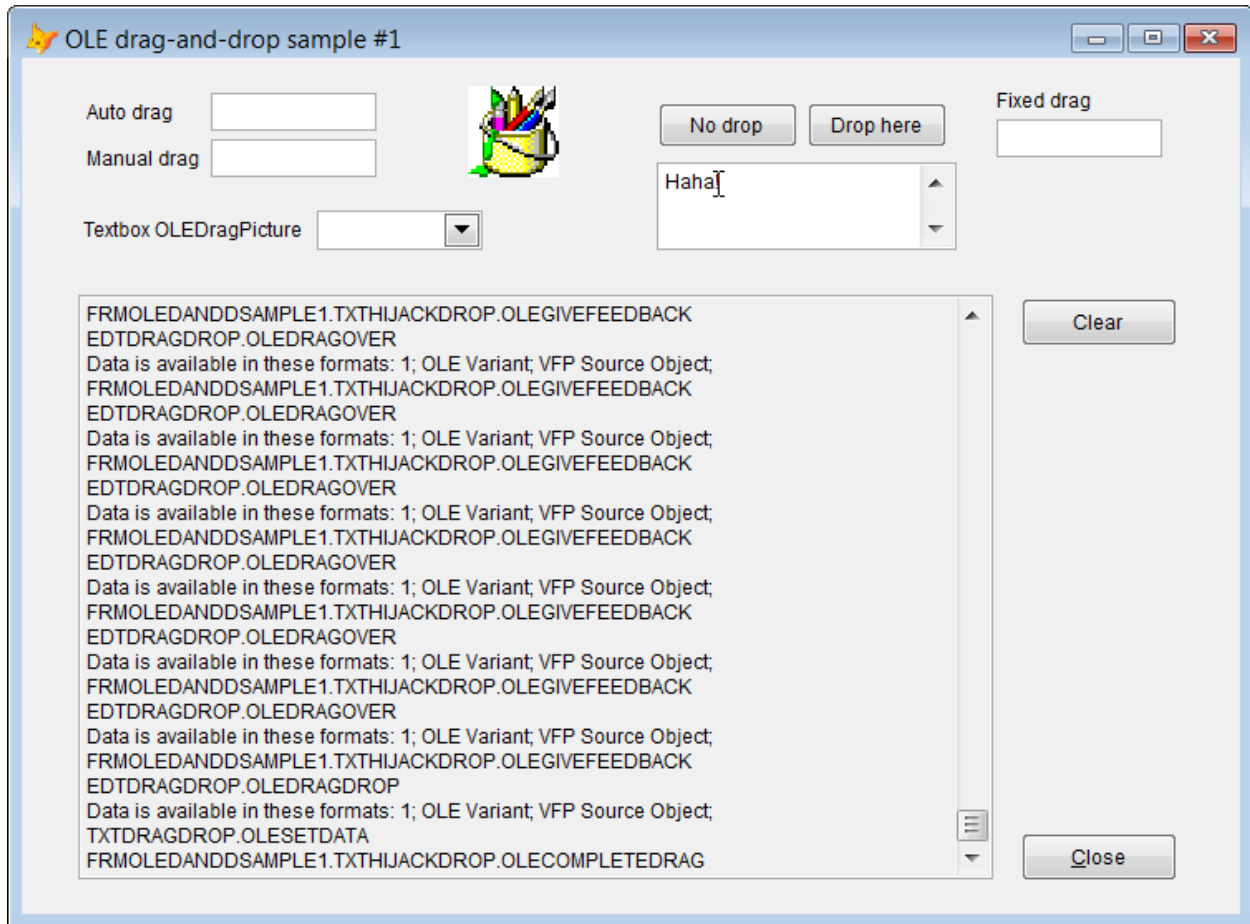 OLE drag-and-drop sample #1
Auto drag
Manual drag
Textbox OLEDragPicture
No drop
Drop here
Haha!
Fixed drag
FRMOLEDANDDSAMPLE1.TXTHIJACKDROP.OLEGIVEFEEDBACK
EDTDRAGDROP.OLEDRAGOVER
Data is available in these formats: 1; OLE Variant; VFP Source Object;
FRMOLEDANDDSAMPLE1.TXTHIJACKDROP.OLEGIVEFEEDBACK
EDTDRAGDROP.OLEDRAGOVER
Data is available in these formats: 1; OLE Variant; VFP Source Object;
FRMOLEDANDDSAMPLE1.TXTHIJACKDROP.OLEGIVEFEEDBACK
EDTDRAGDROP.OLEDRAGOVER
Data is available in these formats: 1; OLE Variant; VFP Source Object;
FRMOLEDANDDSAMPLE1.TXTHIJACKDROP.OLEGIVEFEEDBACK
EDTDRAGDROP.OLEDRAGOVER
Data is available in these formats: 1; OLE Variant; VFP Source Object;
FRMOLEDANDDSAMPLE1.TXTHIJACKDROP.OLEGIVEFEEDBACK
EDTDRAGDROP.OLEDRAGOVER
Data is available in these formats: 1; OLE Variant; VFP Source Object;
FRMOLEDANDDSAMPLE1.TXTHIJACKDROP.OLEGIVEFEEDBACK
EDTDRAGDROP.OLEDRAGOVER
Data is available in these formats: 1; OLE Variant; VFP Source Object;
FRMOLEDANDDSAMPLE1.TXTHIJACKDROP.OLEGIVEFEEDBACK
EDTDRAGDROP.OLEDRAGDROP
Data is available in these formats: 1; OLE Variant; VFP Source Object;
TXTDRAGDROP.OLESETDATA
FRMOLEDANDDSAMPLE1.TXTHIJACKDROP.OLECOMPLETEDRAG
Clear
Close